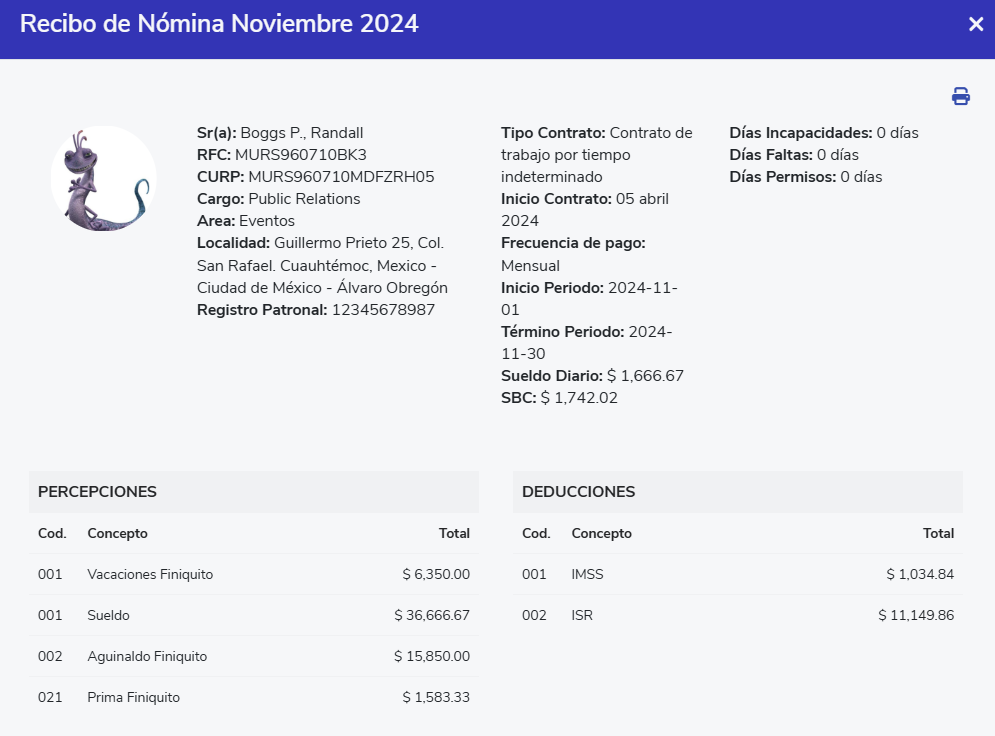 Recibo de Nómina Noviembre 2024
Sr(a): Boggs P., Randall
RFC: MURS960710BK3
CURP: MURS960710MDFZRH05
Cargo: Public Relations
Area: Eventos
Localidad: Guillermo Prieto 25, Col.
San Rafael. Cuauhtémoc, Mexico -
Ciudad de México - Álvaro Obregón
Registro Patronal: 12345678987
Tipo Contrato: Contrato de
trabajo por tiempo
indeterminado
Inicio Contrato: 05 abril
2024
Frecuencia de pago:
Mensual
Inicio Periodo: 2024-11-
01
Término Periodo: 2024-
11-30
Sueldo Diario: $ 1,666.67
SBC: $ 1,742.02
Días Incapacidades: 0 días
Días Faltas: 0 días
Días Permisos: 0 días
PERCEPCIONES
Cod. Concepto Total
001 Vacaciones Finiquito $ 6,350.00
001 Sueldo $ 36,666.67
002 Aguinaldo Finiquito $ 15,850.00
021 Prima Finiquito $ 1,583.33
DEDUCCIONES
Cod. Concepto Total
001 IMSS $ 1,034.84
002 ISR $ 11,149.86